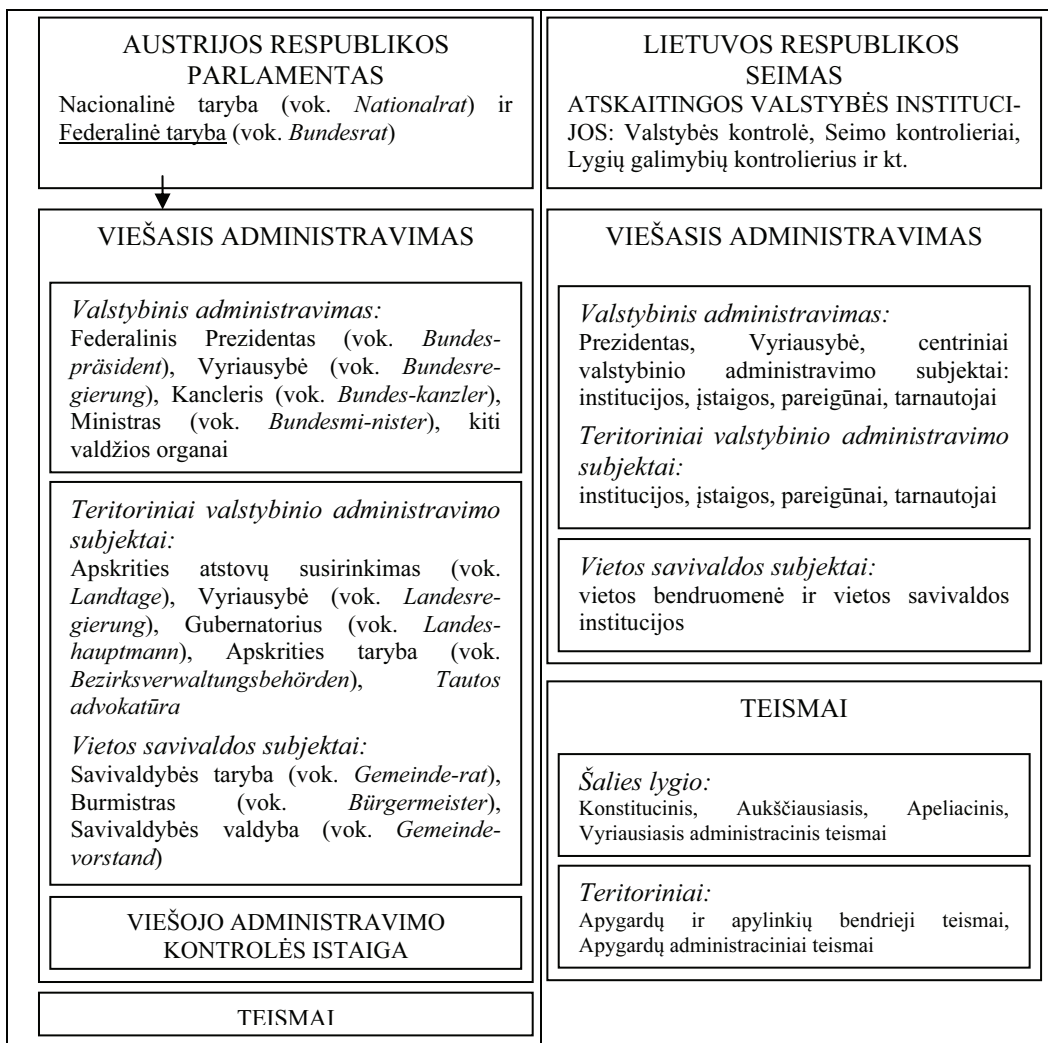 AUSTRIJOS RESPUBLIKOS
PARLAMENTAS
Nacionalinė taryba (vok. Nationalrat) ir
Federalinė taryba (vok. Bundesrat)
VIEŠASIS ADMINISTRAVIMAS
Valstybinis administravimas:
Federalinis Prezidentas (vok. Bundes-
präsident), Vyriausybė (vok. Bundesre-
gierung), Kancleris (vok. Bundes-kanzler),
Ministras (vok. Bundesmi-nister), kiti
valdžios organai
Teritoriniai valstybinio administravimo
subjektai:
Apskrities atstovų susirinkimas (vok.
Landtage), Vyriausybė (vok. Landesre-
gierung), Gubernatorius (vok. Landes-
hauptmann), Apskrities taryba (vok.
Bezirksverwaltungsbehörden), Tautos
advokatūra
Vietos savivaldos subjektai:
Savivaldybės taryba (vok. Gemeinde-rat),
Burmistras (vok. Bürgermeister),
Savivaldybės valdyba (vok. Gemeinde-
vorstand)
VIEŠOJO ADMINISTRAVIMO
KONTROLĖS ISTAIGA
TEISMAI
LIETUVOS RESPUBLIKOS
SEIMAS
ATSKAITINGOS VALSTYBĖS INSTITUCI-
JOS: Valstybės kontrolė, Seimo kontrolieriai,
Lygių galimybių kontrolierius ir kt.
VIEŠASIS ADMINISTRAVIMAS
Valstybinis administravimas:
Prezidentas, Vyriausybė, centriniai
valstybinio administravimo subjektai:
institucijos, įstaigos, pareigūnai, tarnautojai
Teritoriniai valstybinio administravimo
subjektai:
institucijos, įstaigos, pareigūnai, tarnautojai
Vietos savivaldos subjektai:
vietos bendruomenė ir vietos savivaldos
institucijos
TEISMAI
Šalies lygio:
Konstitucinis, Aukščiausiasis, Apeliacinis,
Vyriausiasis administracinis teismai
Teritoriniai:
Apygardų ir apylinkių bendrieji teismai,
Apygardų administraciniai teismai